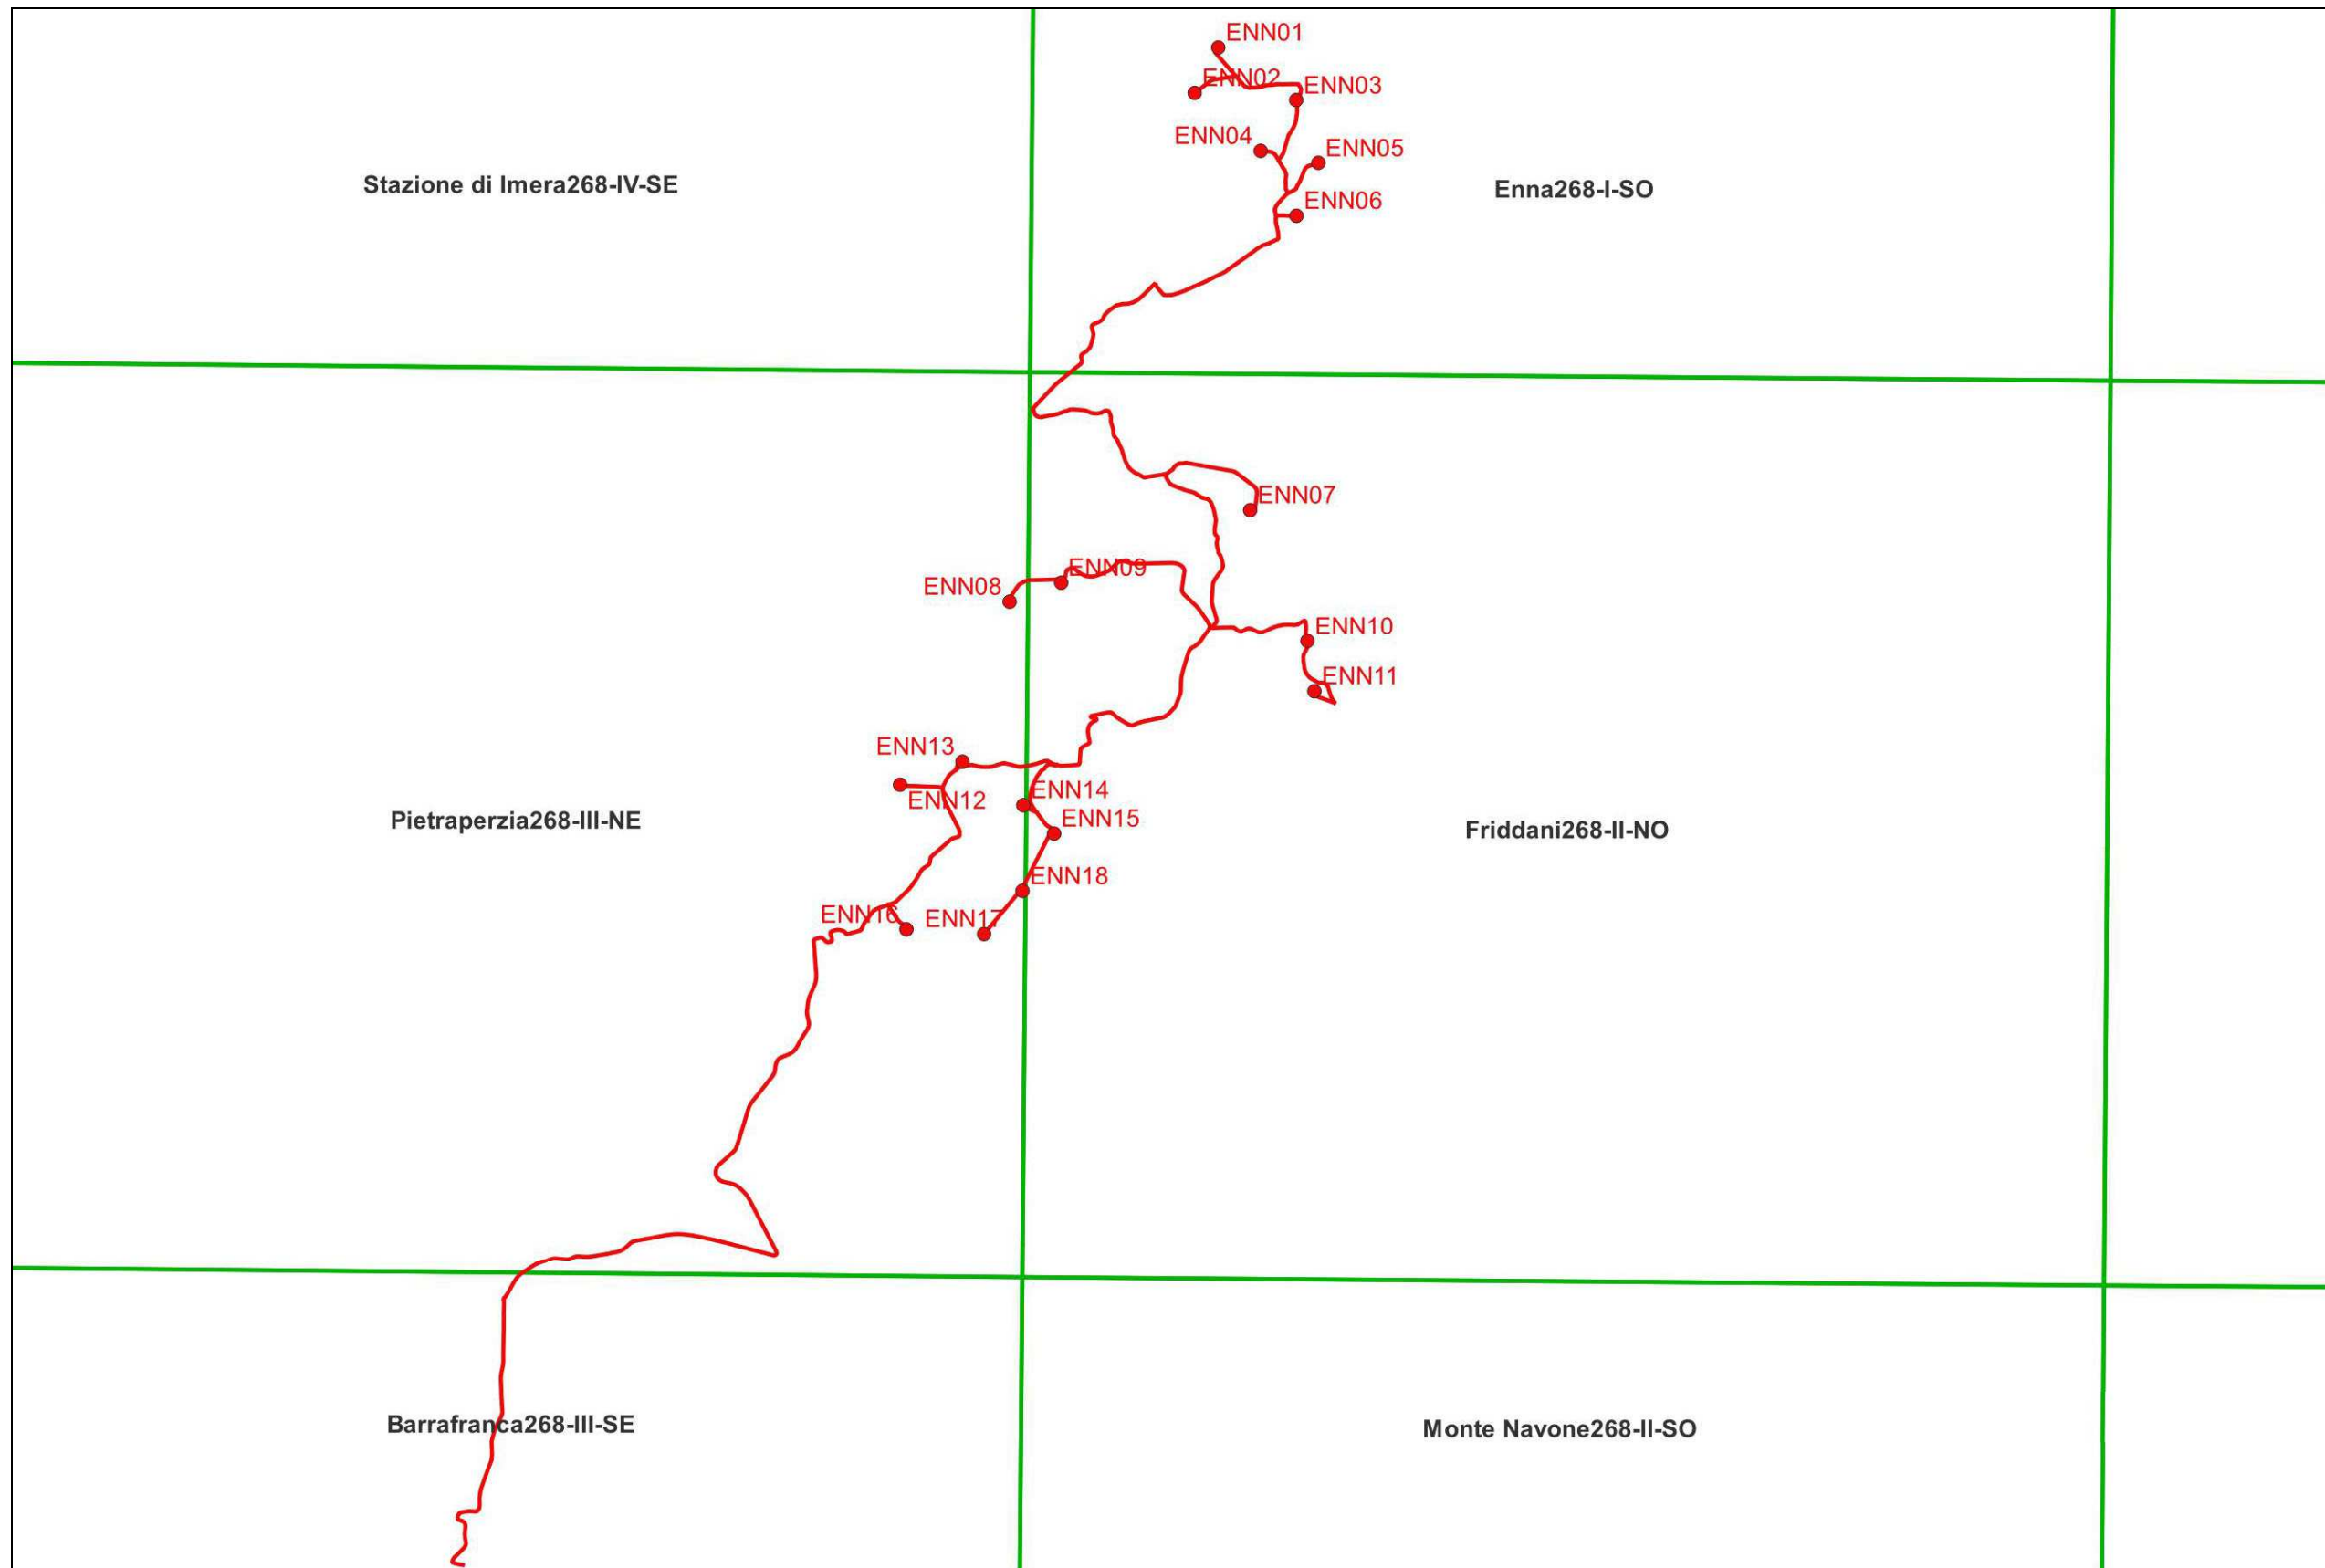 ENN01
ENN02
ENN03
ENN04
ENN05
Stazione di Imera268-IV-SE
Enna268-I-SO
ENN06
ENN07
ENN09
ENN08
ENN10
ENN11
ENN13
ENN14
ENN12
ENN15
Pietraperzia268-III-NE
Friddani268-II-NO
ENN18
ENN16
ENN17
Barrafranca268-III-SE
Monte Navone268-II-SO